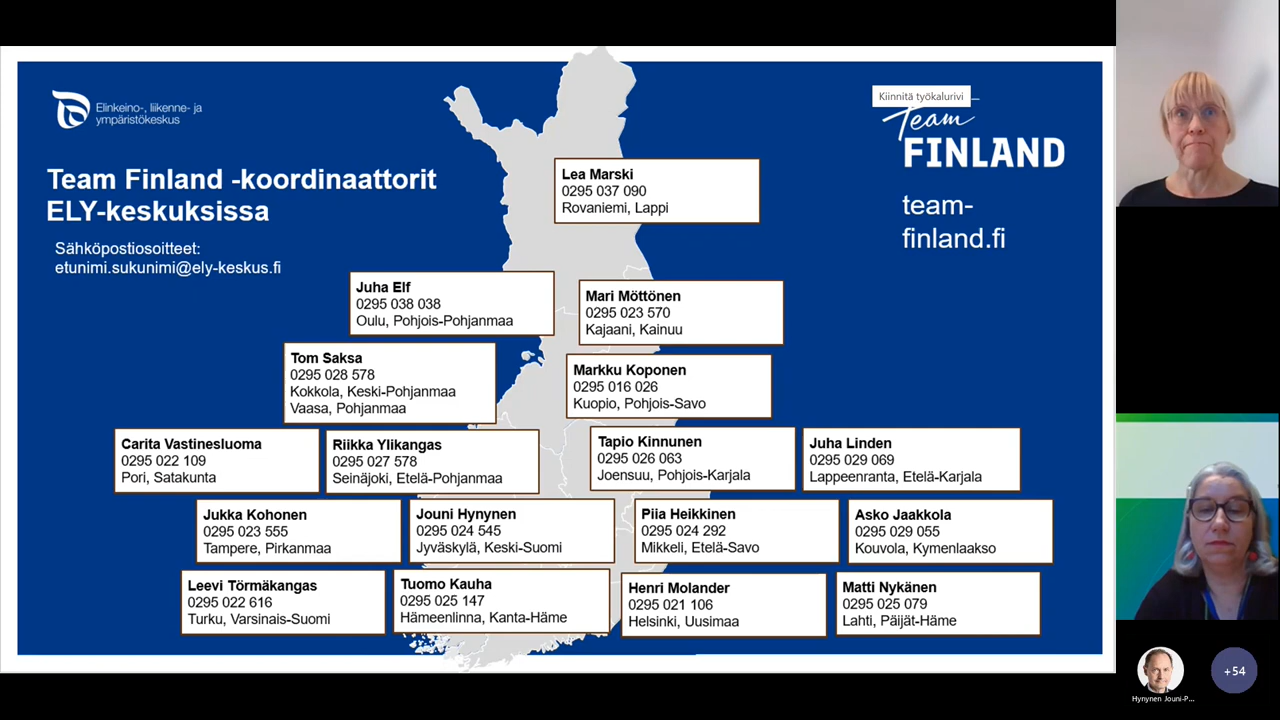 Elinkeino-, liikenne- ja
ympäristökeskus
Kiinnitä työkalurivi
Team
FINLAND
team-
finland.fi
Team Finland -koordinaattorit
ELY-keskuksissa
Sähköpostiosoitteet:
etunimi.sukunimi@ely-keskus.fi
Lea Marski
0295 037 090
Rovaniemi, Lappi
Juha Elf
0295 038 038
Oulu, Pohjois-Pohjanmaa
Mari Möttönen
0295 023 570
Kajaani, Kainuu
Tom Saksa
0295 028 578
Kokkola, Keski-Pohjanmaa
Vaasa, Pohjanmaa
Markku Koponen
0295 016 026
Kuopio, Pohjois-Savo
Carita Vastinesluoma
0295 022 109
Pori, Satakunta
Riikka Ylikangas
0295 027 578
Seinäjoki, Etelä-Pohjanmaa
Tapio Kinnunen
0295 026 063
Joensuu, Pohjois-Karjala
Juha Linden
0295 029 069
Lappeenranta, Etelä-Karjala
Jukka Kohonen
0295 023 555
Tampere, Pirkanmaa
Jouni Hynynen
0295 024 545
Jyväskylä, Keski-Suomi
Piia Heikkinen
0295 024 292
Mikkeli, Etelä-Savo
Asko Jaakkola
0295 029 055
Kouvola, Kymenlaakso
Leevi Törmäkangas
0295 022 616
Turku, Varsinais-Suomi
Tuomo Kauha
0295 025 147
Hämeenlinna, Kanta-Häme
Henri Molander
0295 021 106
Helsinki, Uusimaa
Matti Nykänen
0295 025 079
Lahti, Päijät-Häme
Hynynen Jouni-P...
+54